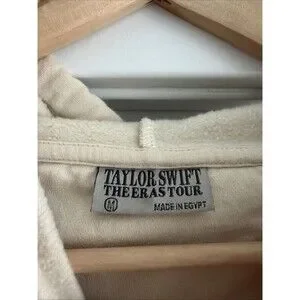 TAYLOR SWIFT
THE ERAS TOUR
M
MADE IN EGYPT